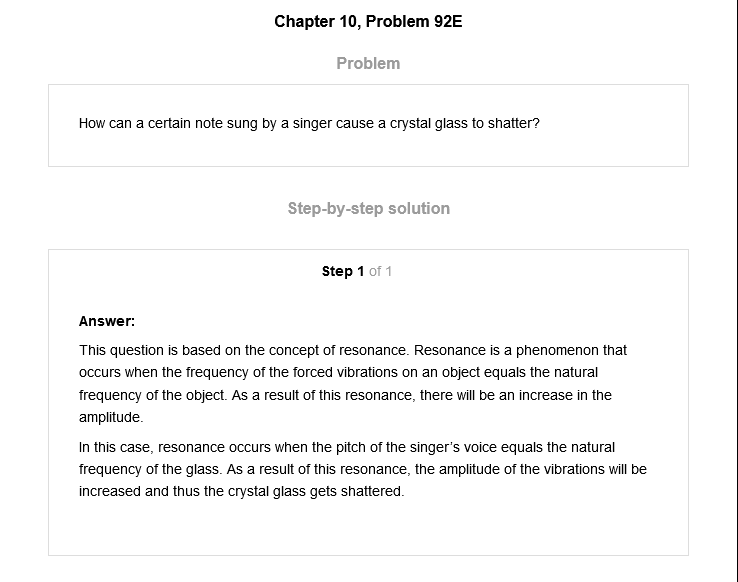 Chapter 10, Problem 92E
Problem
How can a certain note sung by a singer cause a crystal glass to shatter?
Step-by-step solution
Step 1 of 1
Answer:
This question is based on the concept of resonance. Resonance is a phenomenon that
occurs when the frequency of the forced vibrations on an object equals the natural
frequency of the object. As a result of this resonance, there will be an increase in the
amplitude.
In this case, resonance occurs when the pitch of the singer’s voice equals the natural
frequency of the glass. As a result of this resonance, the amplitude of the vibrations will be
increased and thus the crystal glass gets shattered.